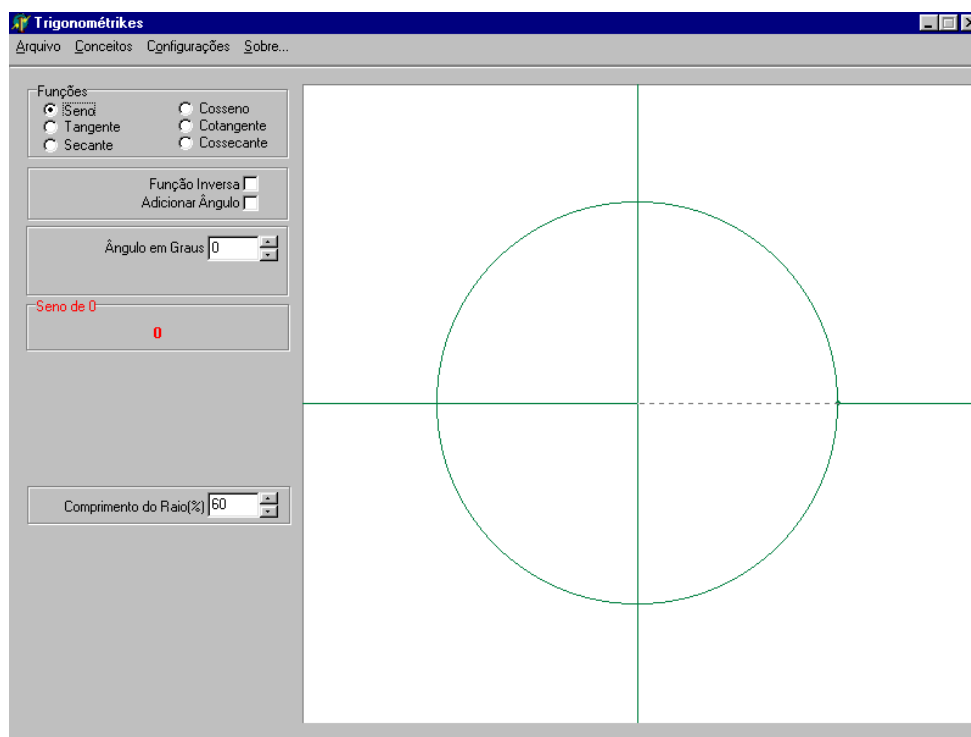 Trigonométrikes
Arquivo Conceitos Configurações Sobre...
Funções
Seno Cosseno
Tangente Cotangente
Secante Cossecante
Função Inversa
Adicionar Ângulo
Ângulo em Graus 0
Seno de 0
0
Comprimento do Raio(%) 60